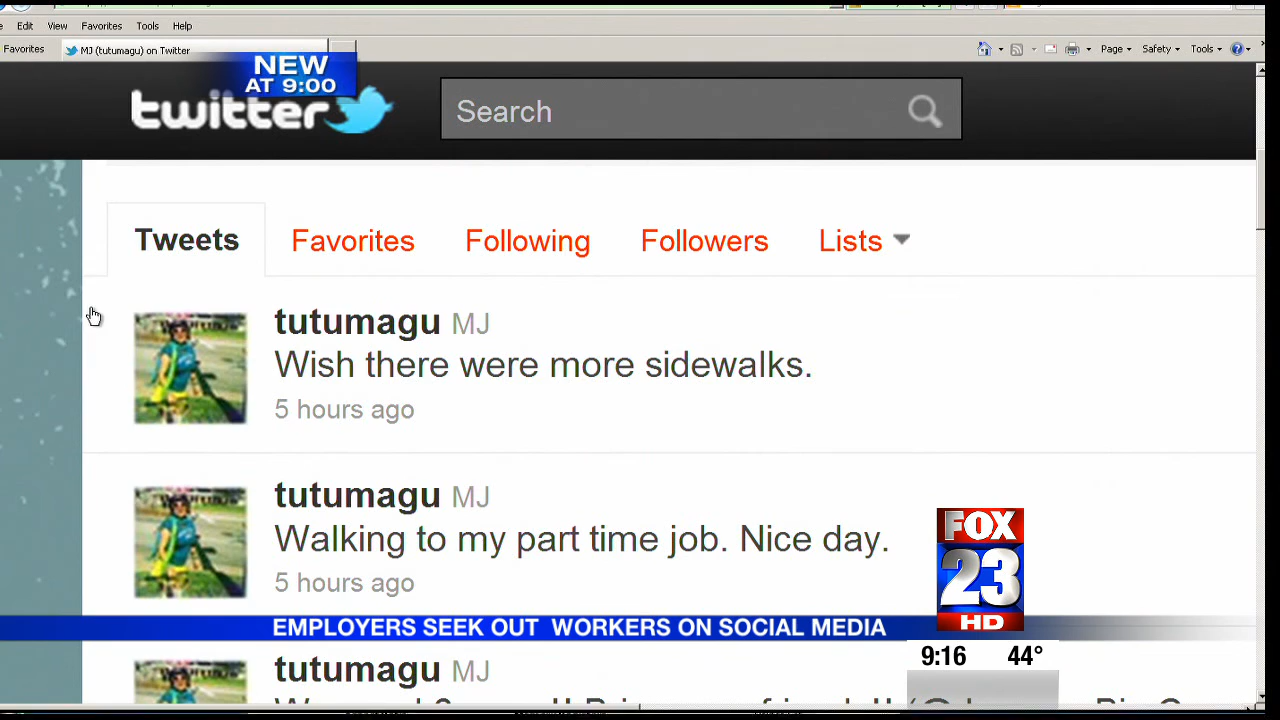 Edit View Favorites Tools Help
Favorites MJ (tutumagu) on Twitter Page Safety Tools
NEW
AT 9:00
twitter Search
Tweets Favorites Following Followers Lists
tutumagu MJ
Wish there were more sidewalks.
5 hours ago
tutumagu MJ
Walking to my part time job. Nice day.
5 hours ago
FOX
23
HD
EMPLOYERS SEEK OUT WORKERS ON SOCIAL MEDIA
9:16 44°
tutumagu MJ